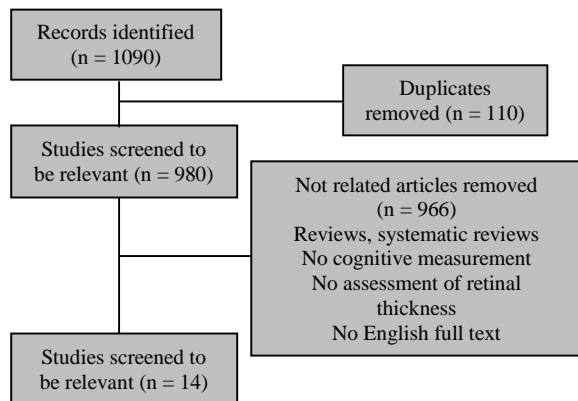 Records identified
(n = 1090)
Duplicates
removed (n = 110)
Studies screened to
be relevant (n = 980)
Not related articles removed
(n = 966)
Reviews, systematic reviews
No cognitive measurement
No assessment of retinal
thickness
No English full text
Studies screened to
be relevant (n = 14)